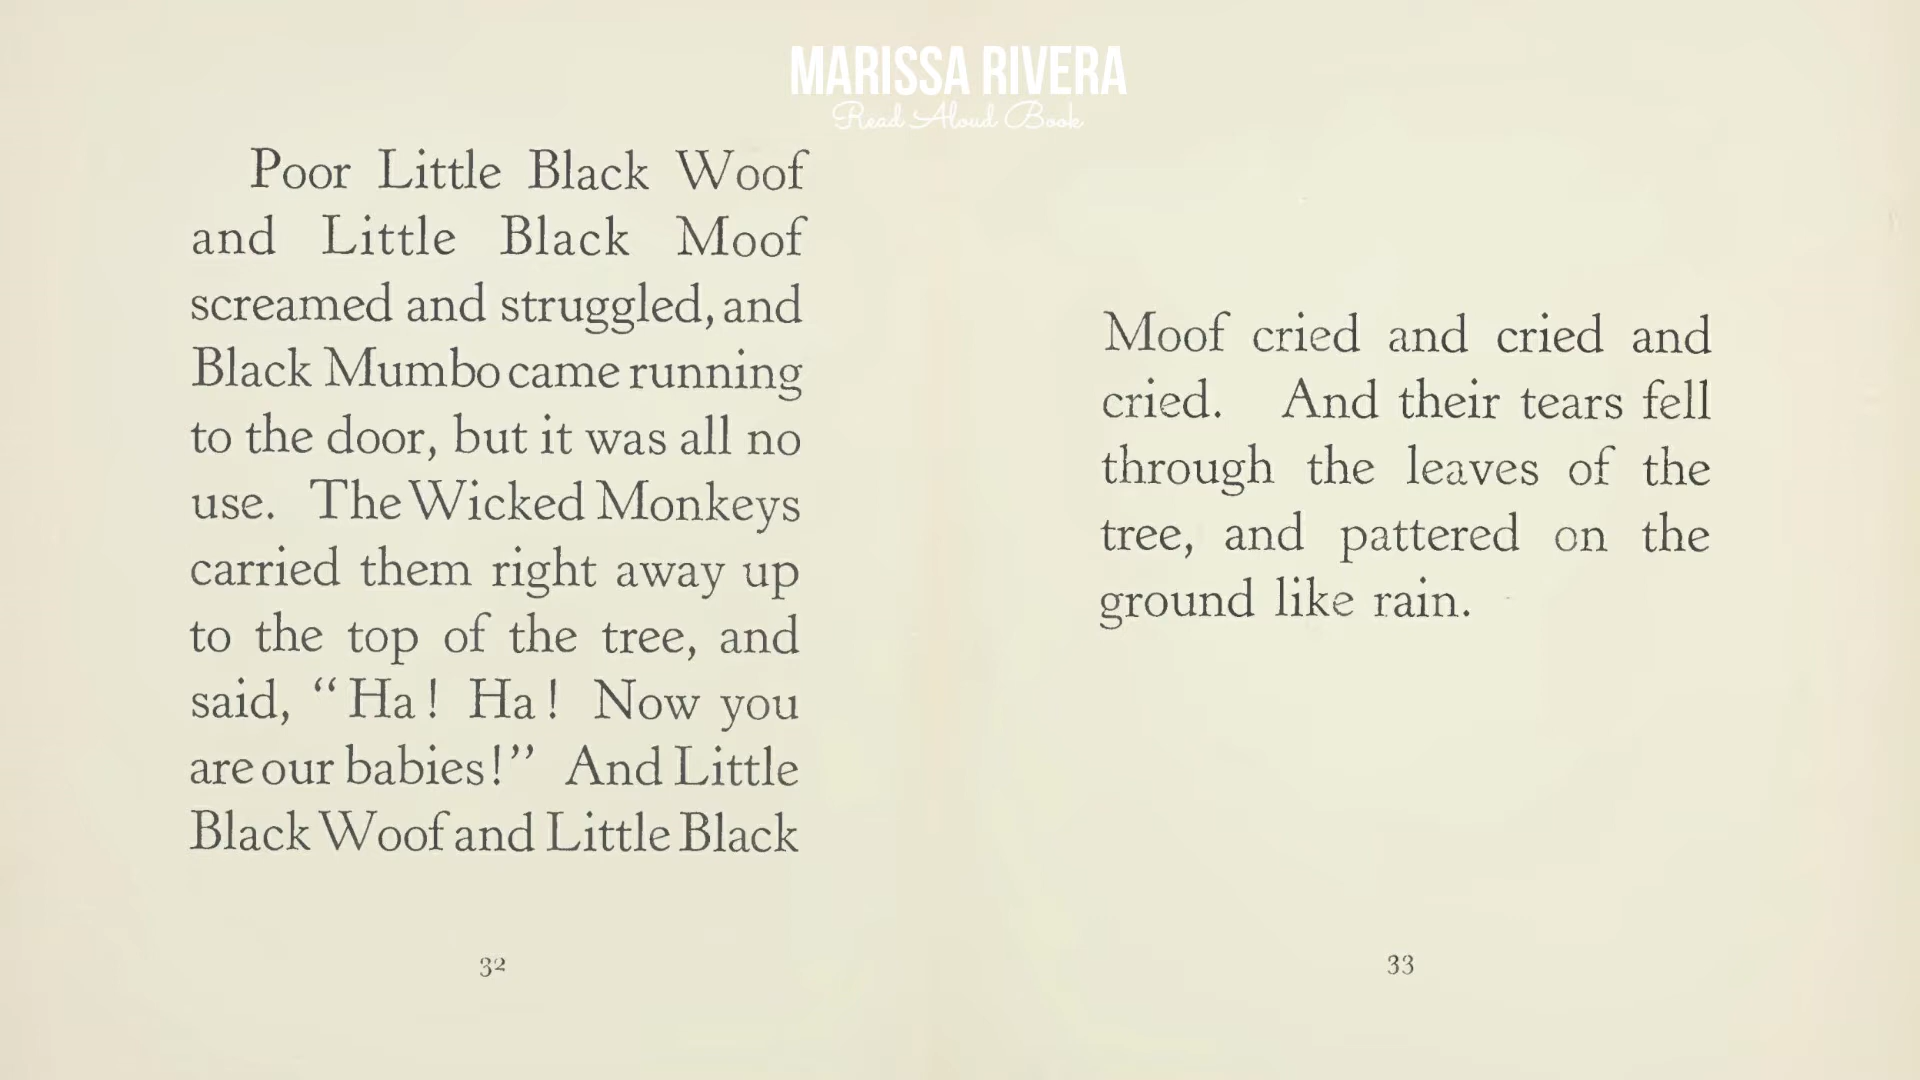 MARISSA RIVERA
Read Aloud Book
Poor Little Black Woof
and Little Black Moof
screamed and struggled, and
Black Mumbo came running
to the door, but it was all no
use. The Wicked Monkeys
carried them right away up
to the top of the tree, and
said, “Ha! Ha! Now you
are our babies!” And Little
Black Woof and Little Black
32
Moof cried and cried and
cried. And their tears fell
through the leaves of the
tree, and pattered on the
ground like rain.
33